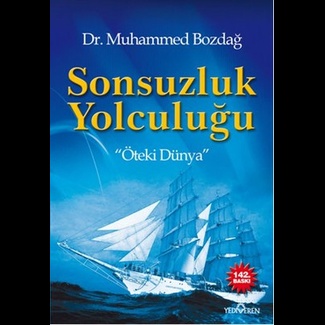 Dr. Muhammed Bozdağ
Sonsuzluk
Yolculuğu
“Öteki Dünya”
142.
BASKI
YEDİVEREN